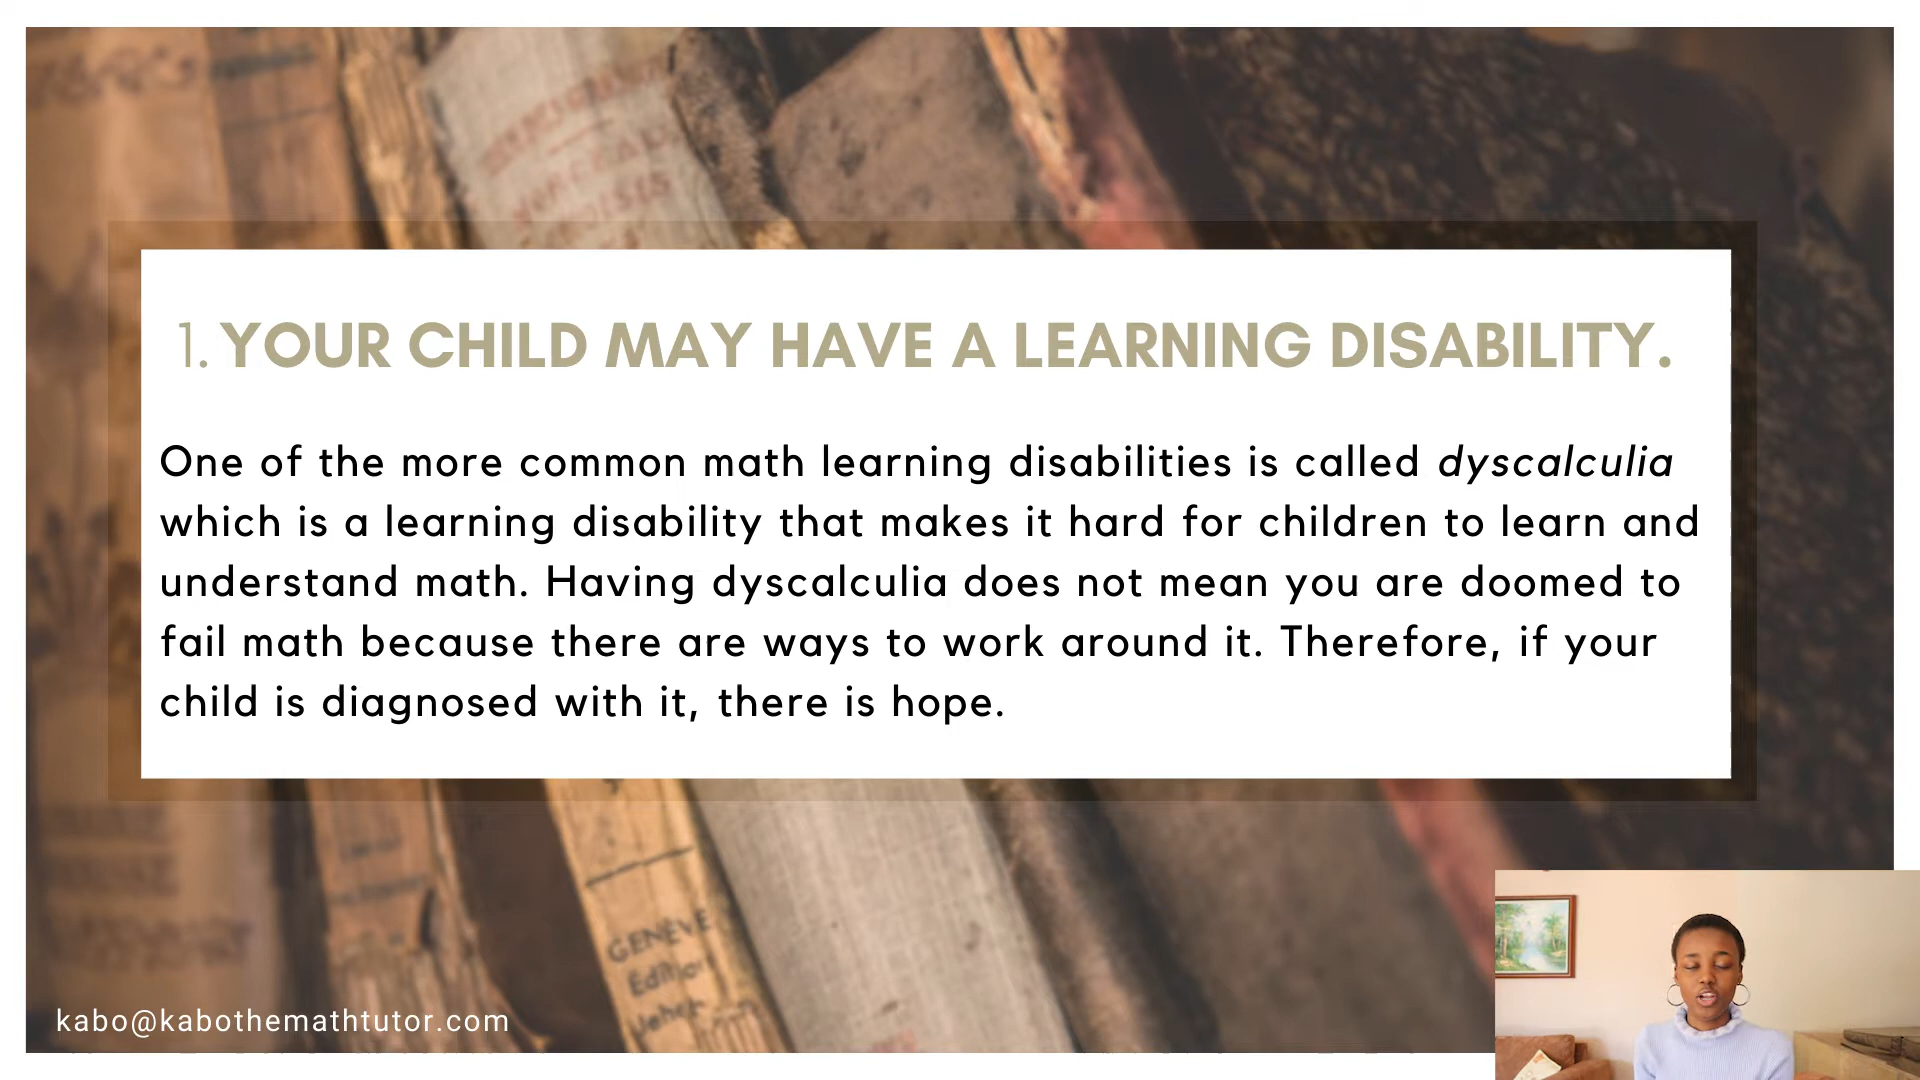 1. YOUR CHILD MAY HAVE A LEARNING DISABILITY.
One of the more common math learning disabilities is called dyscalculia
which is a learning disability that makes it hard for children to learn and
understand math. Having dyscalculia does not mean you are doomed to
fail math because there are ways to work around it. Therefore, if your
child is diagnosed with it, there is hope.
GENÈVE
Edition
kabo@kabothemathtutor.com